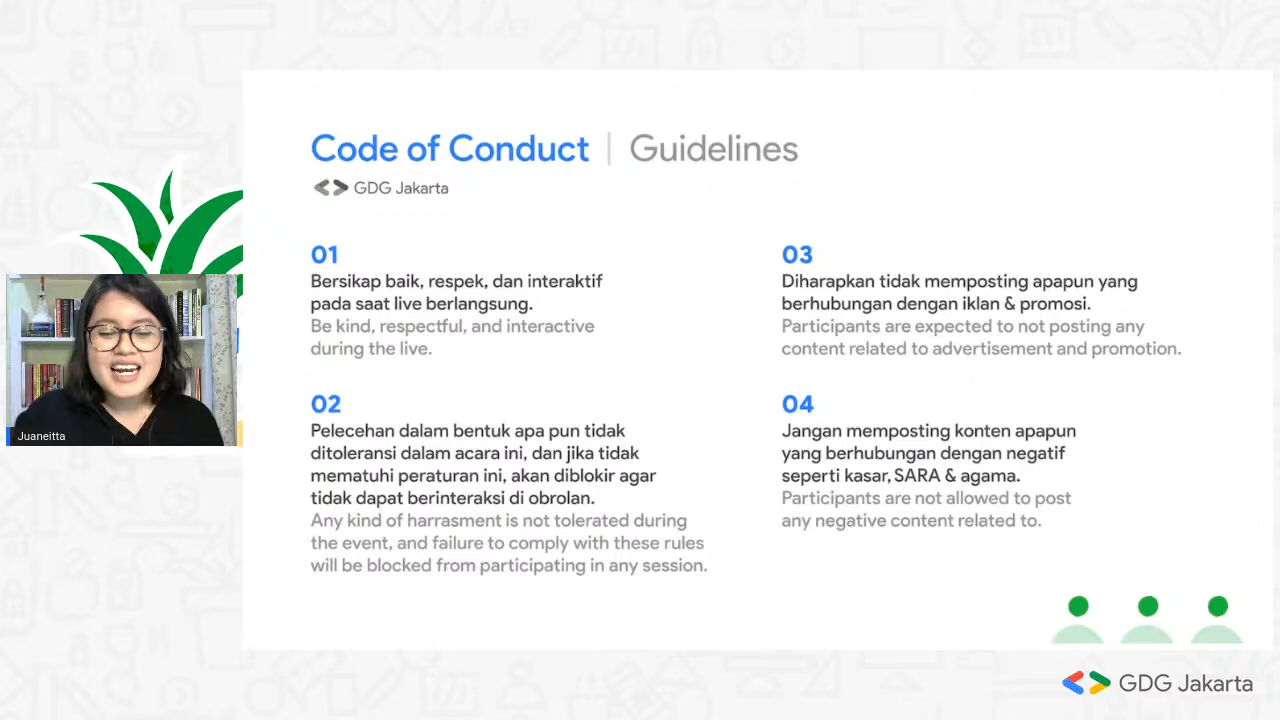 Code of Conduct | Guidelines
GDG Jakarta
01
Bersikap baik, respek, dan interaktif
pada saat live berlangsung.
Be kind, respectful, and interactive
during the live.
02
Pelecehan dalam bentuk apa pun tidak
ditoleransi dalam acara ini, dan jika tidak
mematuhi peraturan ini, akan diblokir agar
tidak dapat berinteraksi di obrolan.
Any kind of harrasment is not tolerated during
the event, and failure to comply with these rules
will be blocked from participating in any session.
03
Diharapkan tidak memposting apapun yang
berhubungan dengan iklan & promosi.
Participants are expected to not posting any
content related to advertisement and promotion.
04
Jangan memposting konten apapun
yang berhubungan dengan negatif
seperti kasar, SARA & agama.
Participants are not allowed to post
any negative content related to.
Juaneitta
GDG Jakarta